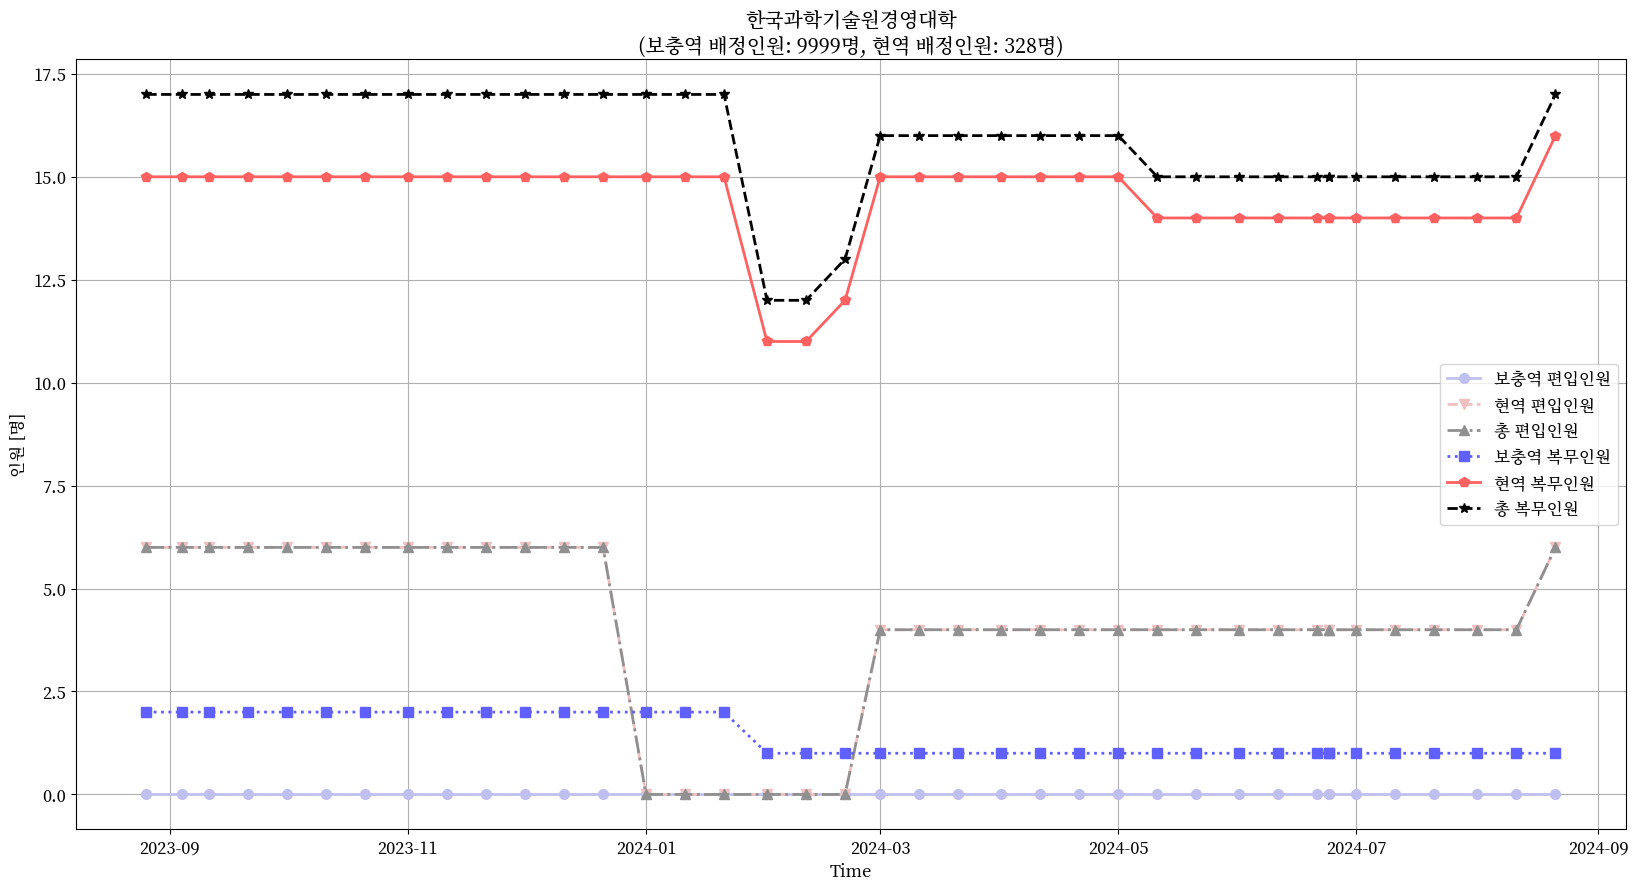 한국과학기술원경영대학
(보충역 배정인원: 9999명, 현역 배정인원: 328명)
17.5
15.0
12.5
10.0
7.5
5.0
2.5
0.0
인원 [명]
보충역 편입인원
현역 편입인원
총 편입인원
보충역 복무인원
현역 복무인원
총 복무인원
2023-09
2023-11
2024-01
2024-03
2024-05
2024-07
2024-09
Time